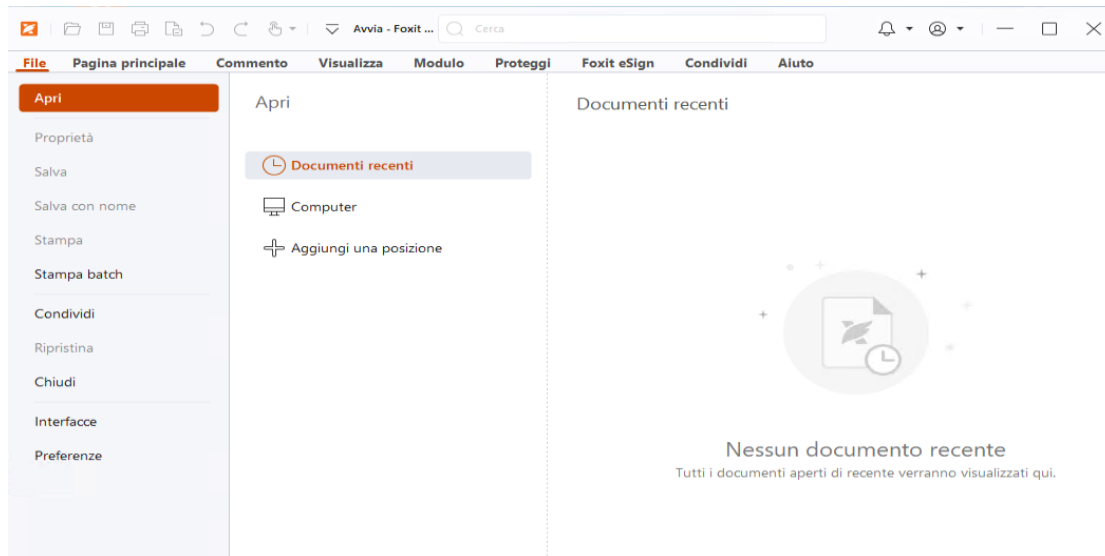 Avvia - Foxit ... Cerca
File Pagina principale Commento Visualizza Modulo Proteggi Foxit eSign Condividi Aiuto
Apri
Proprietà
Salva
Salva con nome
Stampa
Stampa batch
Condividi
Ripristina
Chiudi
Interfacce
Preferenze
Apri
Documenti recenti
Computer
Aggiungi una posizione
Documenti recenti
Nessun documento recente
Tutti i documenti aperti di recente verranno visualizzati qui.